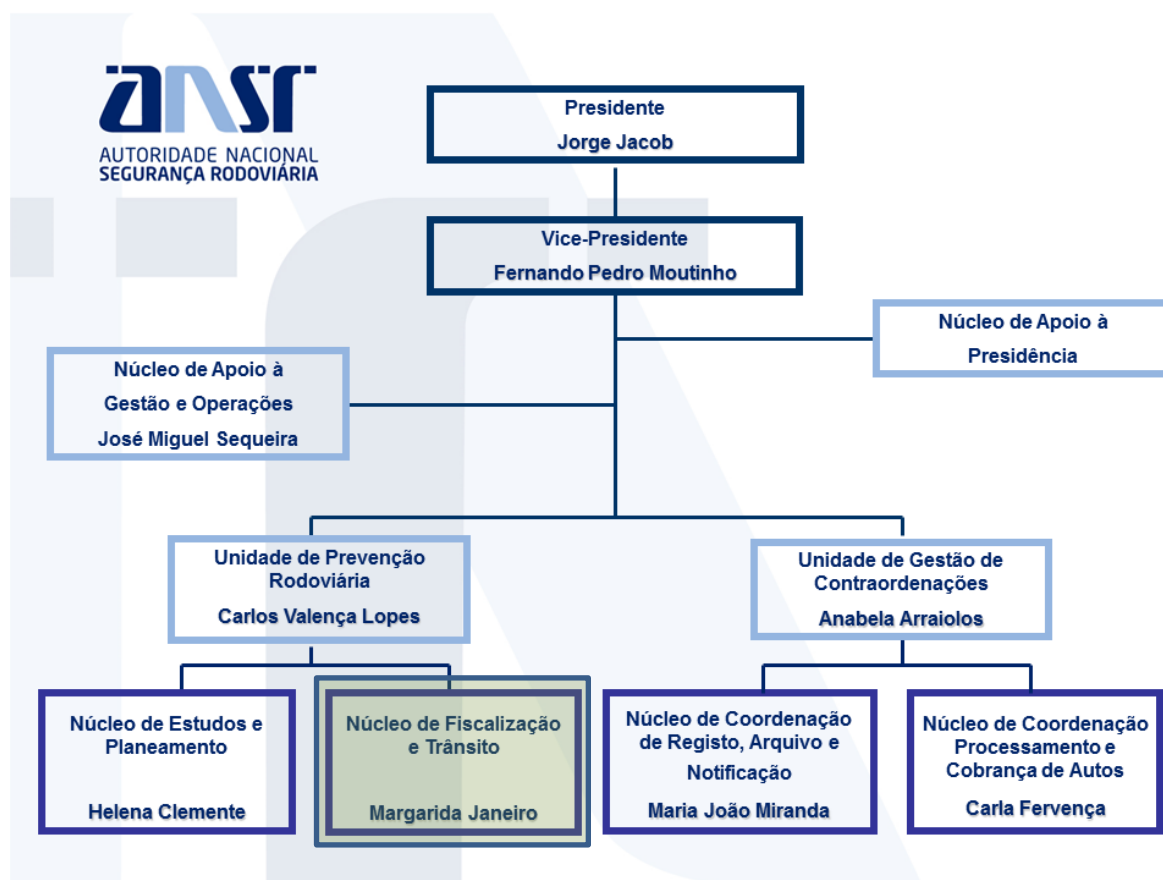 ansr
AUTORIDADE NACIONAL
SEGURANÇA RODOVIÁRIA
Presidente
Jorge Jacob
Vice-Presidente
Fernando Pedro Moutinho
Núcleo de Apoio à
Presidência
Núcleo de Apoio à
Gestão e Operações
José Miguel Sequeira
Unidade de Prevenção
Rodoviária
Carlos Valença Lopes
Unidade de Gestão de
Contraordenações
Anabela Arraiolos
Núcleo de Estudos e
Planeamento
Helena Clemente
Núcleo de Fiscalização
e Trânsito
Margarida Janeiro
Núcleo de Coordenação
de Registo, Arquivo e
Notificação
Maria João Miranda
Núcleo de Coordenação
Processamento e
Cobrança de Autos
Carla Fervença